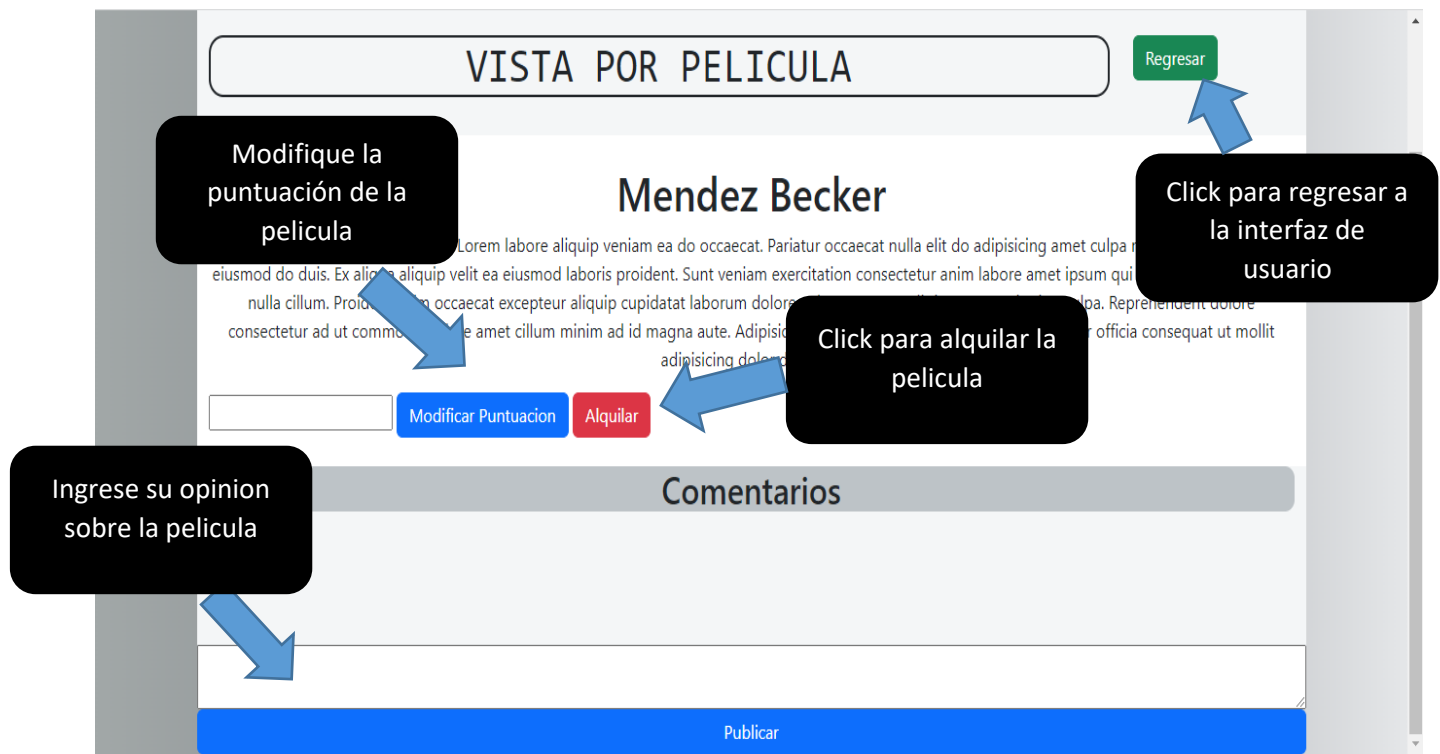 VISTA POR PELICULA
Regresar
Modifique la
puntuación de la
pelicula
Click para regresar a
la interfaz de
usuario
Mendez Becker
Lorem labore aliquip veniam ea do occaecat. Pariatur occaecat nulla elit do adipisicing amet culpa
eiusmod do duis. Ex aliqua aliquip velit ea eiusmod laboris proident. Sunt veniam exercitation consectetur anim labore amet ipsum qui
nulla cillum. occaecat excepteur aliquip cupidatat laborum dolore Reprehenderit dolore
consectetur ad ut amet cillum minim ad id magna aute. officia consequat ut mollit
adipisicing
Click para alquilar la
pelicula
Modificar Puntuacion Alquilar
Ingrese su opinion
sobre la pelicula
Comentarios
Publicar